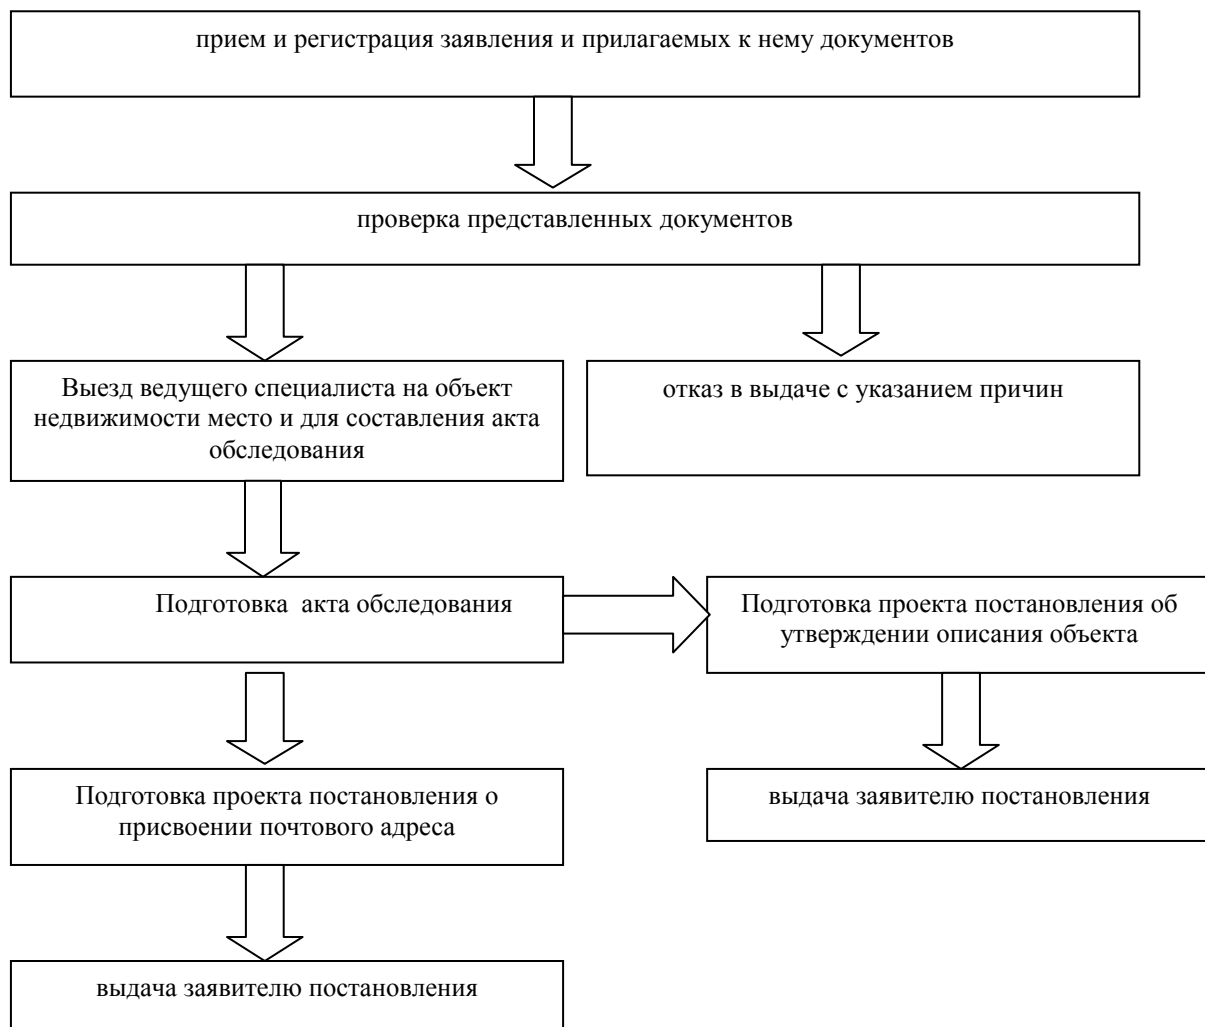 прием и регистрация заявления и прилагаемых к нему документов
проверка представленных документов
Выезд ведущего специалиста на объект
недвижимости место и для составления акта
обследования
отказ в выдаче с указанием причин
Подготовка акта обследования
Подготовка проекта постановления об
утверждении описания объекта
Подготовка проекта постановления о
присвоении почтового адреса
выдача заявителю постановления
выдача заявителю постановления